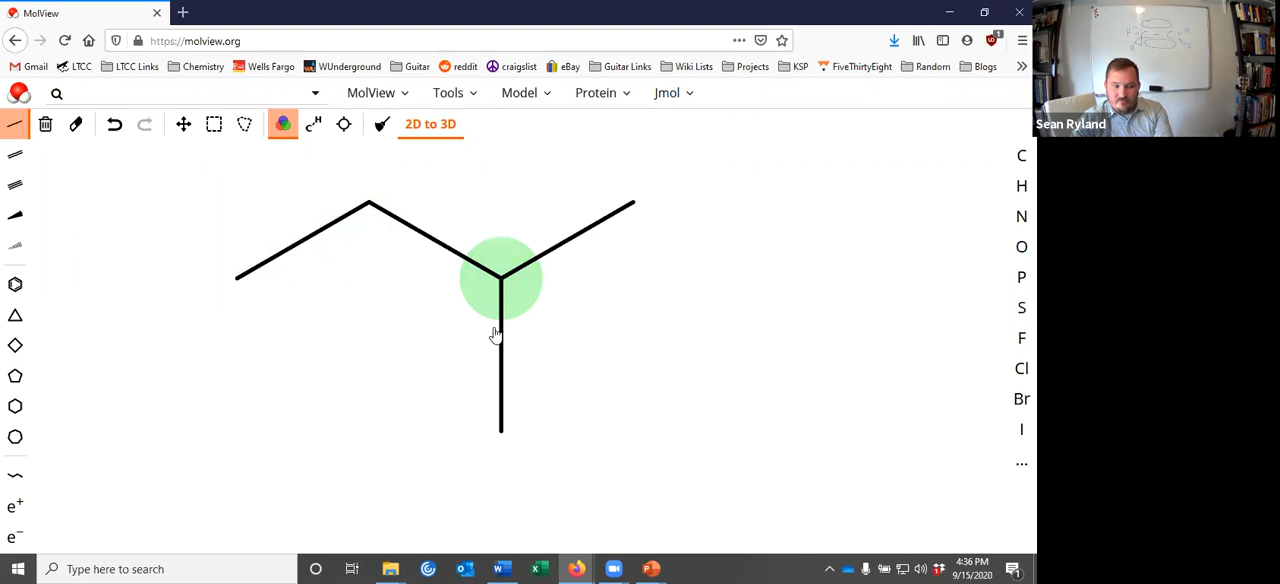 MolView
https://molview.org
1
Gmail LTCC LTCC Links Chemistry Wells Fargo WUnderground Guitar reddit craigslist eBay Guitar Links Wiki Lists Projects KSP FiveThirtyEight Random Blogs
MolView Tools Model Protein Jmol
C H 2D to 3D
Sean Ryland
C
H
N
O
P
S
F
Cl
Br
I
...
e+
e−
Type here to search
4:36 PM
9/15/2020
1